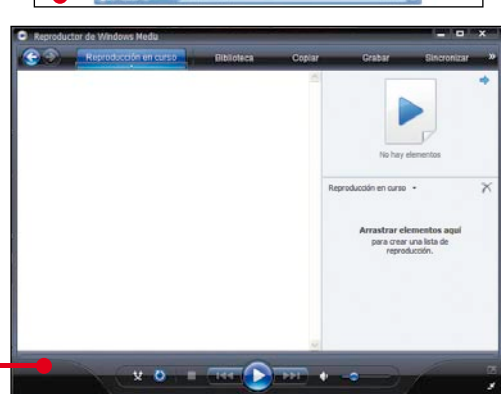 Reproductor de Windows Media
Reproducción en curso Biblioteca Copiar Grabar Sincronizar »
No hay elementos
Reproducción en curso
Arrastrar elementos aquí
para crear una lista de
reproducción.